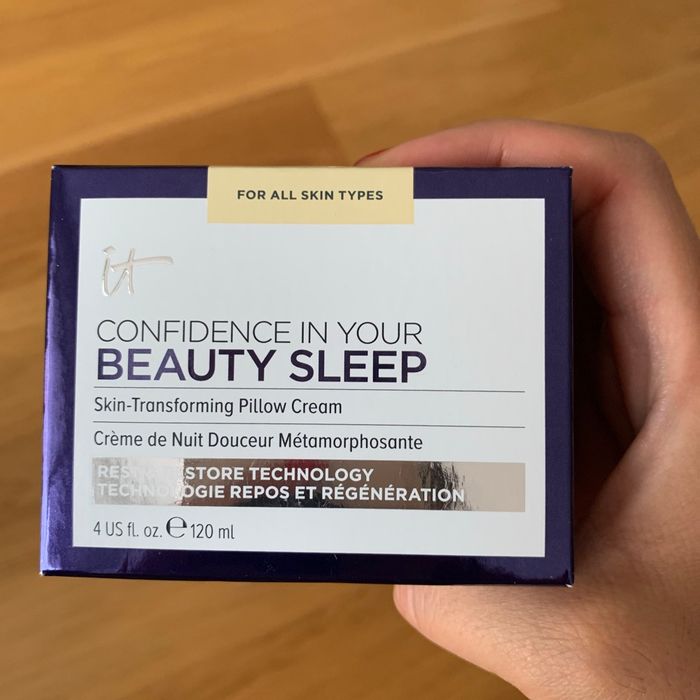 FOR ALL SKIN TYPES
it
CONFIDENCE IN YOUR
BEAUTY SLEEP
Skin-Transforming Pillow Cream
Crème de Nuit Douceur Métamorphosante
STORE TECHNOLOGY
REPOS ET RÉGÉNÉRATION
4 US fl. oz. ℮ 120 ml